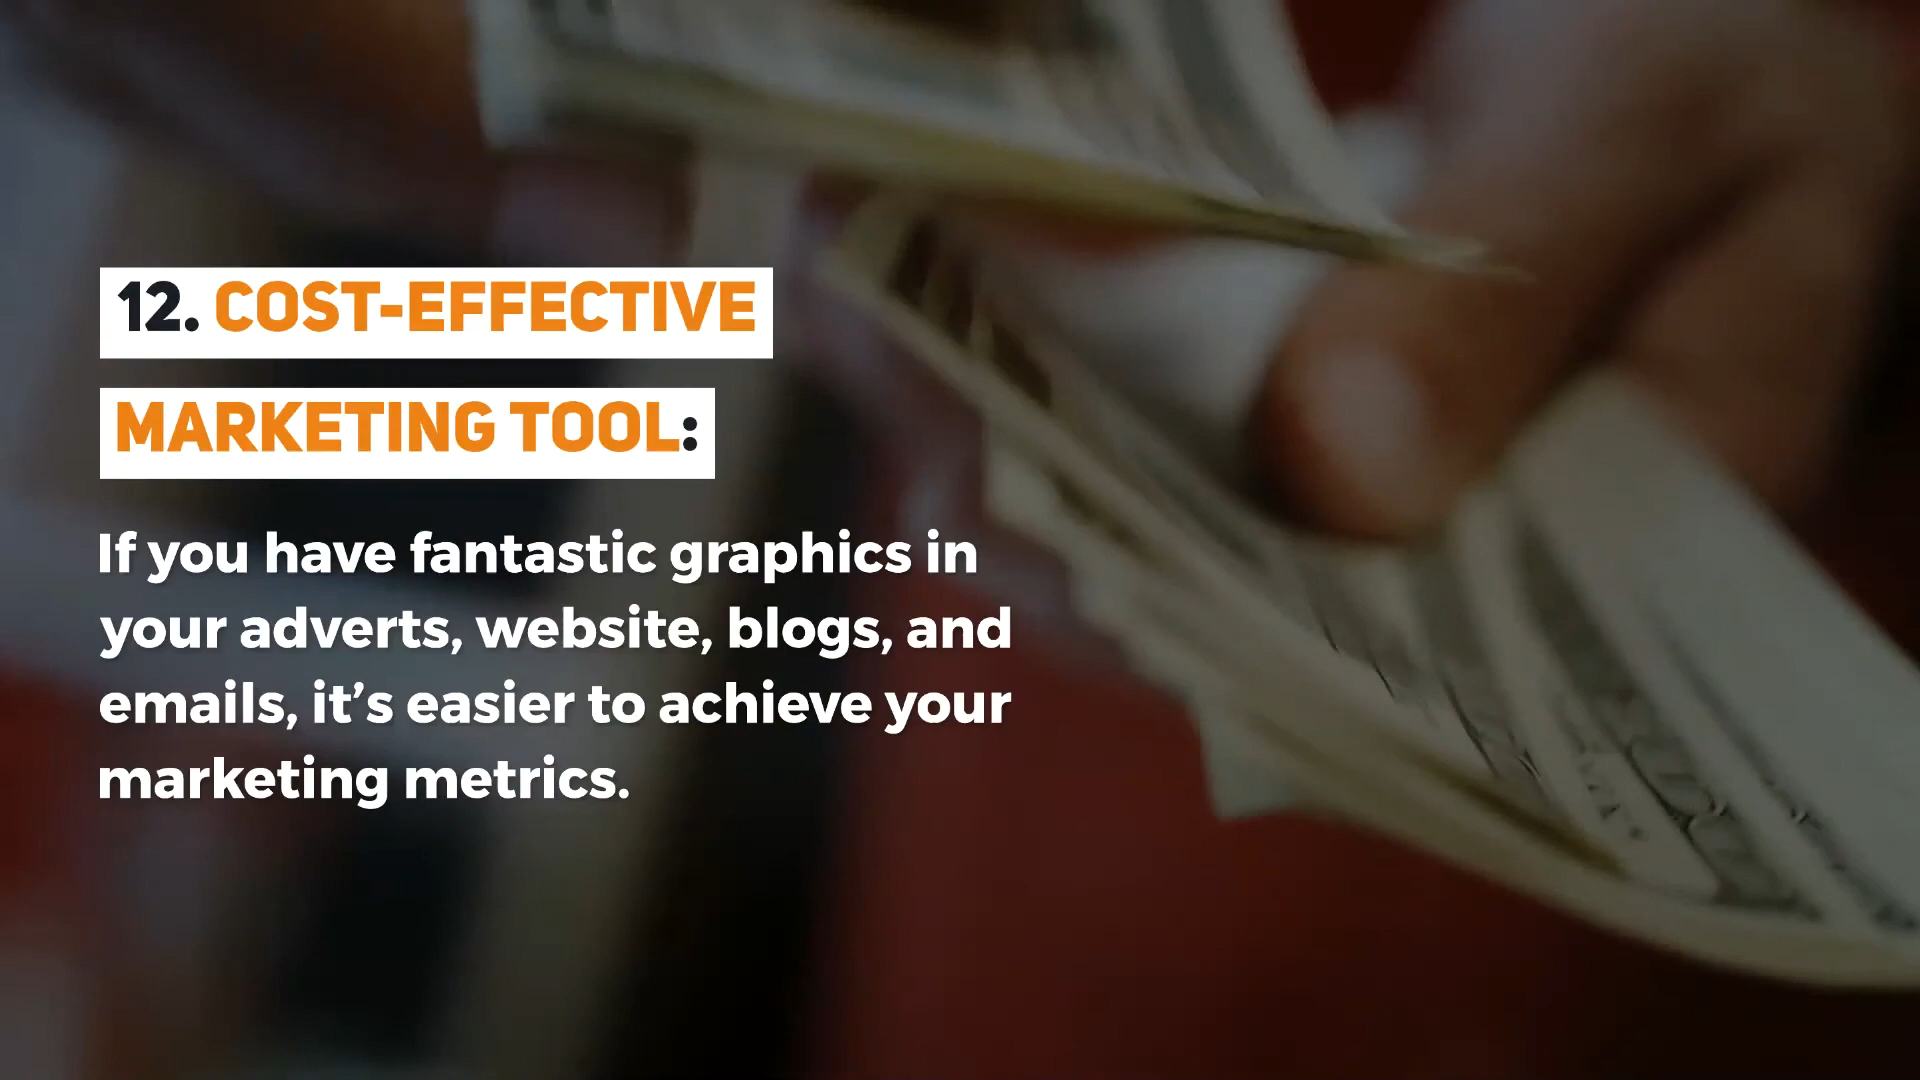 12. COST-EFFECTIVE
MARKETING TOOL:
If you have fantastic graphics in
your adverts, website, blogs, and
emails, it’s easier to achieve your
marketing metrics.